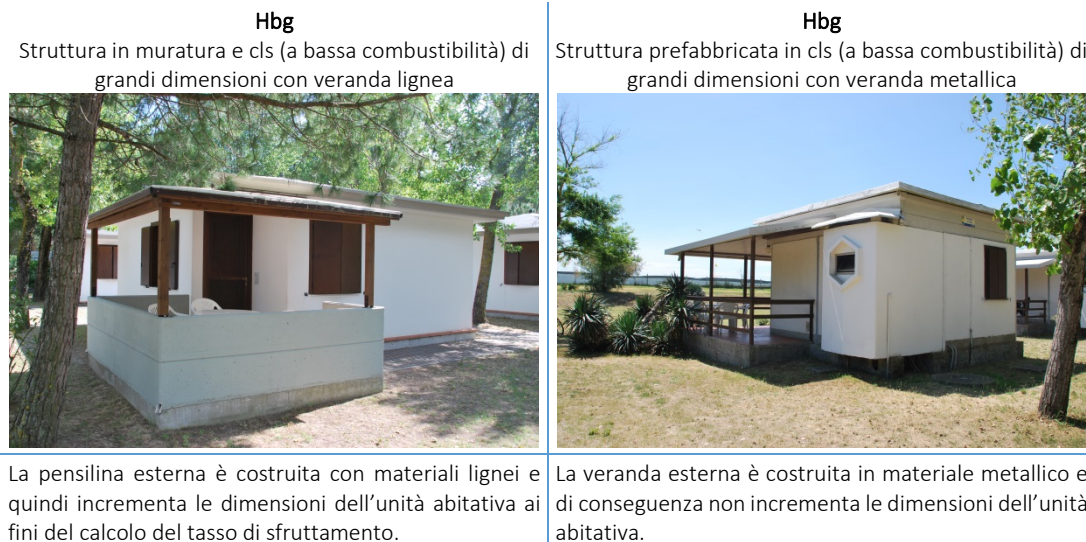 Hbg
Struttura in muratura e cls (a bassa combustibilità) di
grandi dimensioni con veranda lignea
La pensilina esterna è costruita con materiali lignei e
quindi incrementa le dimensioni dell'unità abitativa ai
fini del calcolo del tasso di sfruttamento.
Hbg
Struttura prefabbricata in cls (a bassa combustibilità) di
grandi dimensioni con veranda metallica
La veranda esterna è costruita in materiale metallico e
di conseguenza non incrementa le dimensioni dell'unità
abitativa.